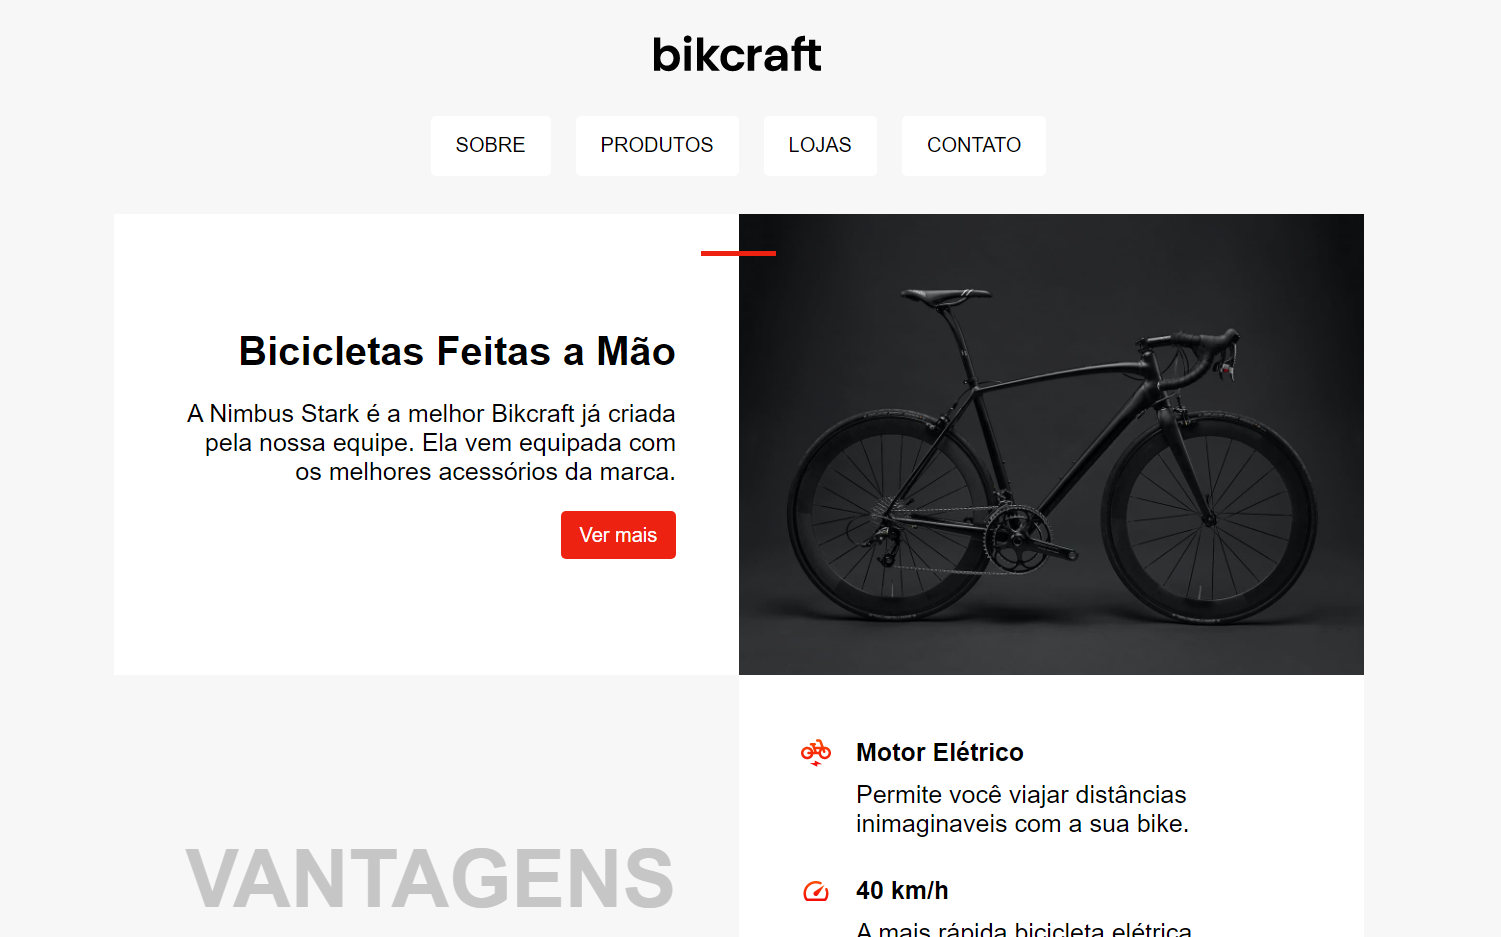 bikcraft
SOBRE
PRODUTOS
LOJAS
CONTATO
Bicicletas Feitas a Mão
A Nimbus Stark é a melhor Bikcraft já criada
pela nossa equipe. Ela vem equipada com
os melhores acessórios da marca.
Ver mais
VANTAGENS
Motor Elétrico
Permite você viajar distâncias
inimaginaveis com a sua bike.
40 km/h
A mais rápida bicicleta elétrica